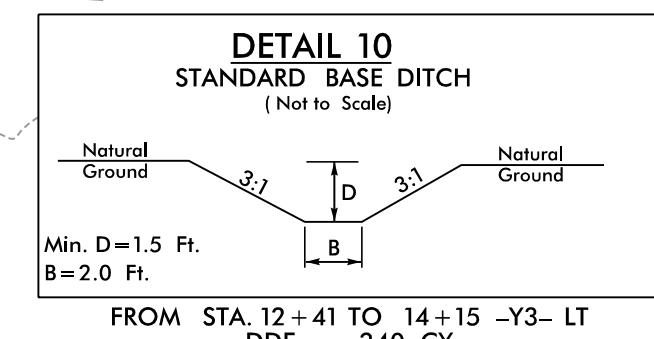 DETAIL 10
STANDARD BASE DITCH
( Not to Scale)
Natural
Ground
3:1
D
3:1
Natural
Ground
B
Min. D=1.5 Ft.
B=2.0 Ft.
FROM STA. 12+41 TO 14+15 -Y3- LT